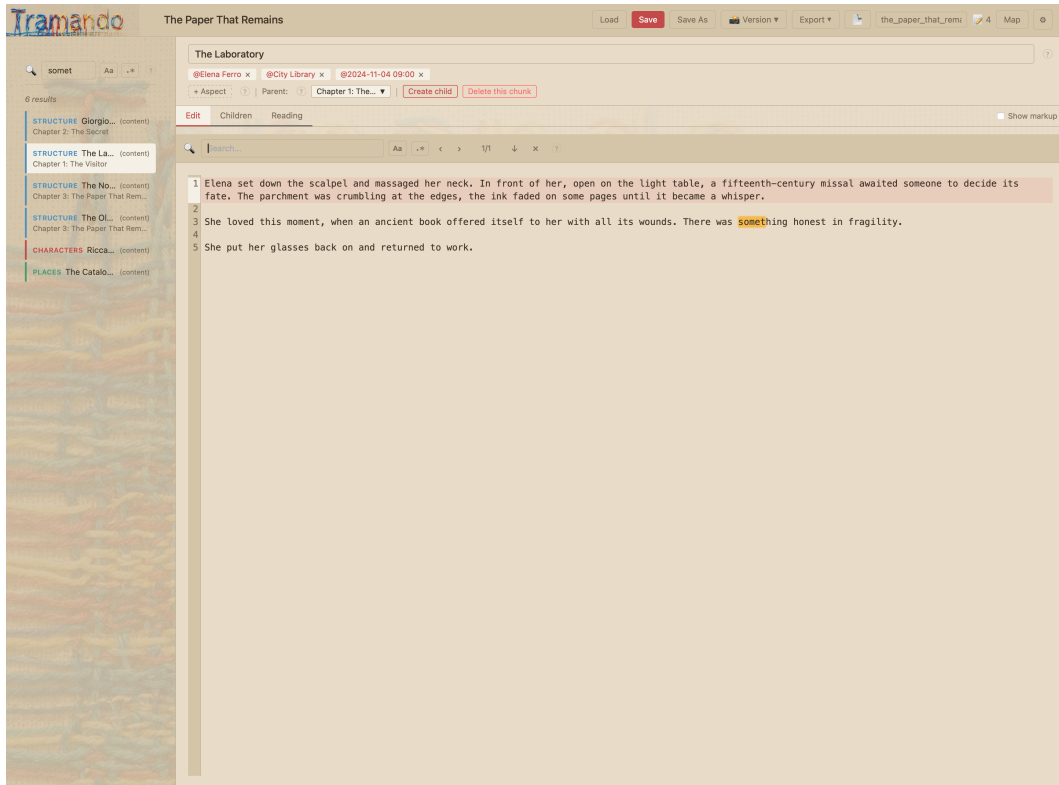 Tramando
The Paper That Remains
Load Save Save As Version ▾ Export ▾ the_paper_that_rema 4 Map
somet Aa .* ?
6 results
STRUCTURE Giorgio... (content)
Chapter 2: The Secret
STRUCTURE The La... (content)
Chapter 1: The Visitor
STRUCTURE The No... (content)
Chapter 3: The Paper That Rem...
STRUCTURE The Ol... (content)
Chapter 3: The Paper That Rem...
CHARACTERS Ricca... (content)
PLACES The Catalo... (content)
The Laboratory ?
@Elena Ferro × @City Library × @2024-11-04 09:00 ×
+ Aspect ? | Parent: ? Chapter 1: The... ▼ | Create child Delete this chunk
Edit Children Reading Show markup
Search... Aa .* ‹ › 1/1 ↓ × ?
1 Elena set down the scalpel and massaged her neck. In front of her, open on the light table, a fifteenth-century missal awaited someone to decide its
fate. The parchment was crumbling at the edges, the ink faded on some pages until it became a whisper.
2
3 She loved this moment, when an ancient book offered itself to her with all its wounds. There was something honest in fragility.
4
5 She put her glasses back on and returned to work.